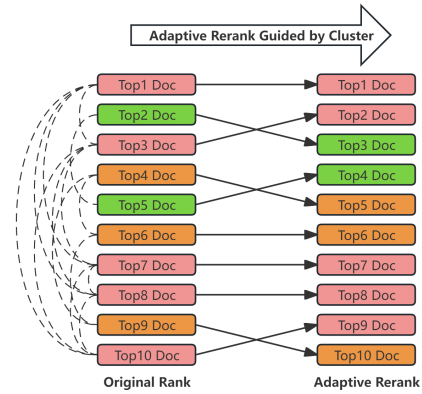 Adaptive Rerank Guided by Cluster
Top1 Doc Top1 Doc
Top2 Doc Top2 Doc
Top3 Doc Top3 Doc
Top4 Doc Top4 Doc
Top5 Doc Top5 Doc
Top6 Doc Top6 Doc
Top7 Doc Top7 Doc
Top8 Doc Top8 Doc
Top9 Doc Top9 Doc
Top10 Doc Top10 Doc
Original Rank Adaptive Rerank